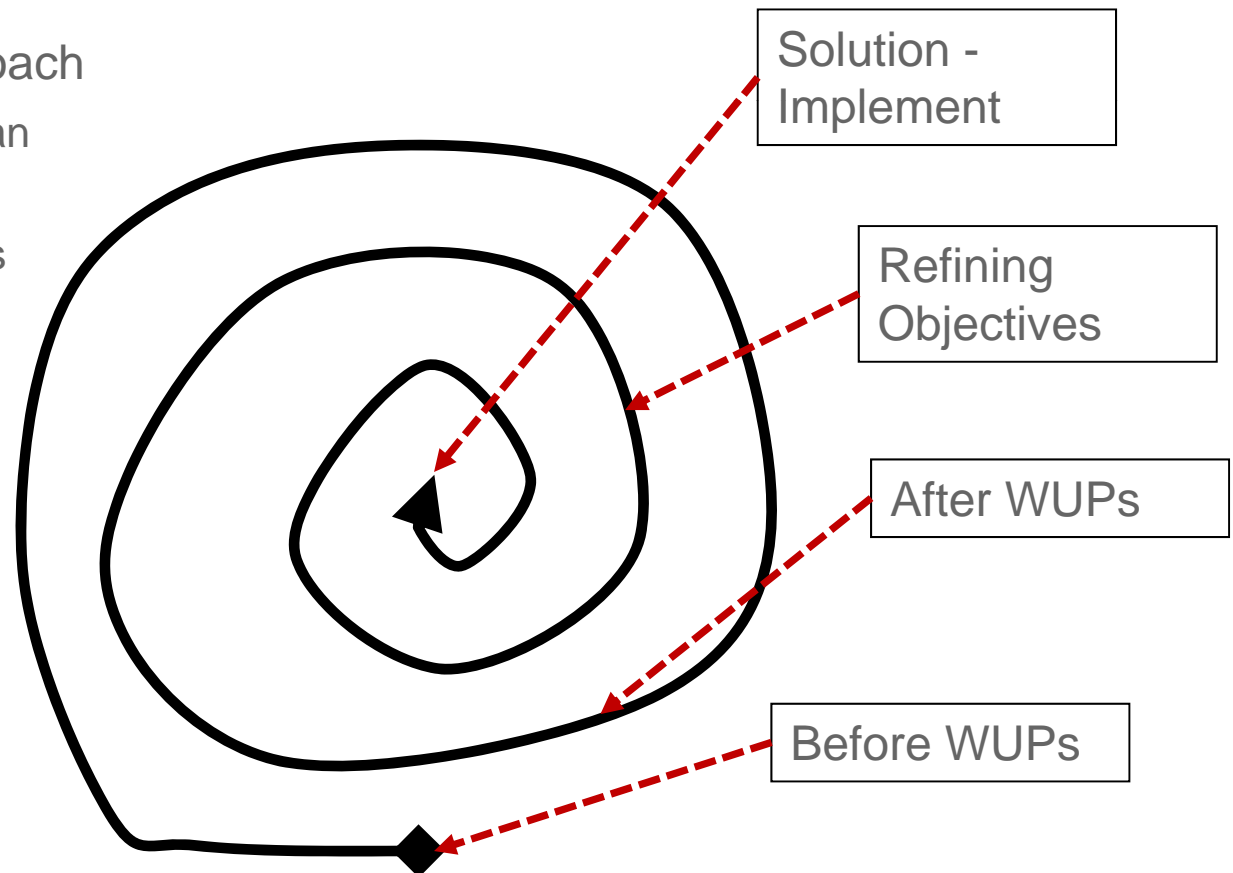 Solution -
Implement
Refining
Objectives
After WUPs
Before WUPs